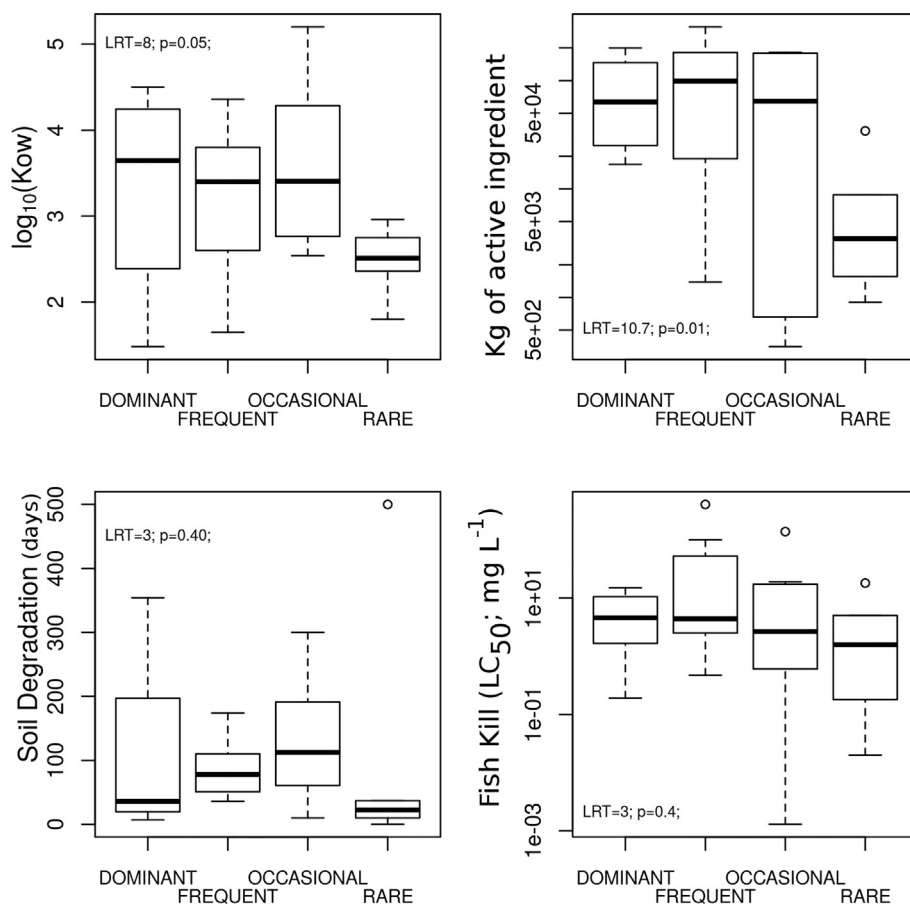 log10(Kow)
5
4
3
2
LRT=8; p=0.05;
DOMINANT
FREQUENT
OCCASIONAL
RARE
Kg of active ingredient
5e+04
5e+03
5e+02
LRT=10.7; p=0.01;
DOMINANT
FREQUENT
OCCASIONAL
RARE
Soil Degradation (days)
500
400
300
200
100
0
LRT=3; p=0.40;
DOMINANT
FREQUENT
OCCASIONAL
RARE
Fish Kill (LC50; mg L-1)
1e+01
1e-01
1e-03
LRT=3; p=0.4;
DOMINANT
FREQUENT
OCCASIONAL
RARE